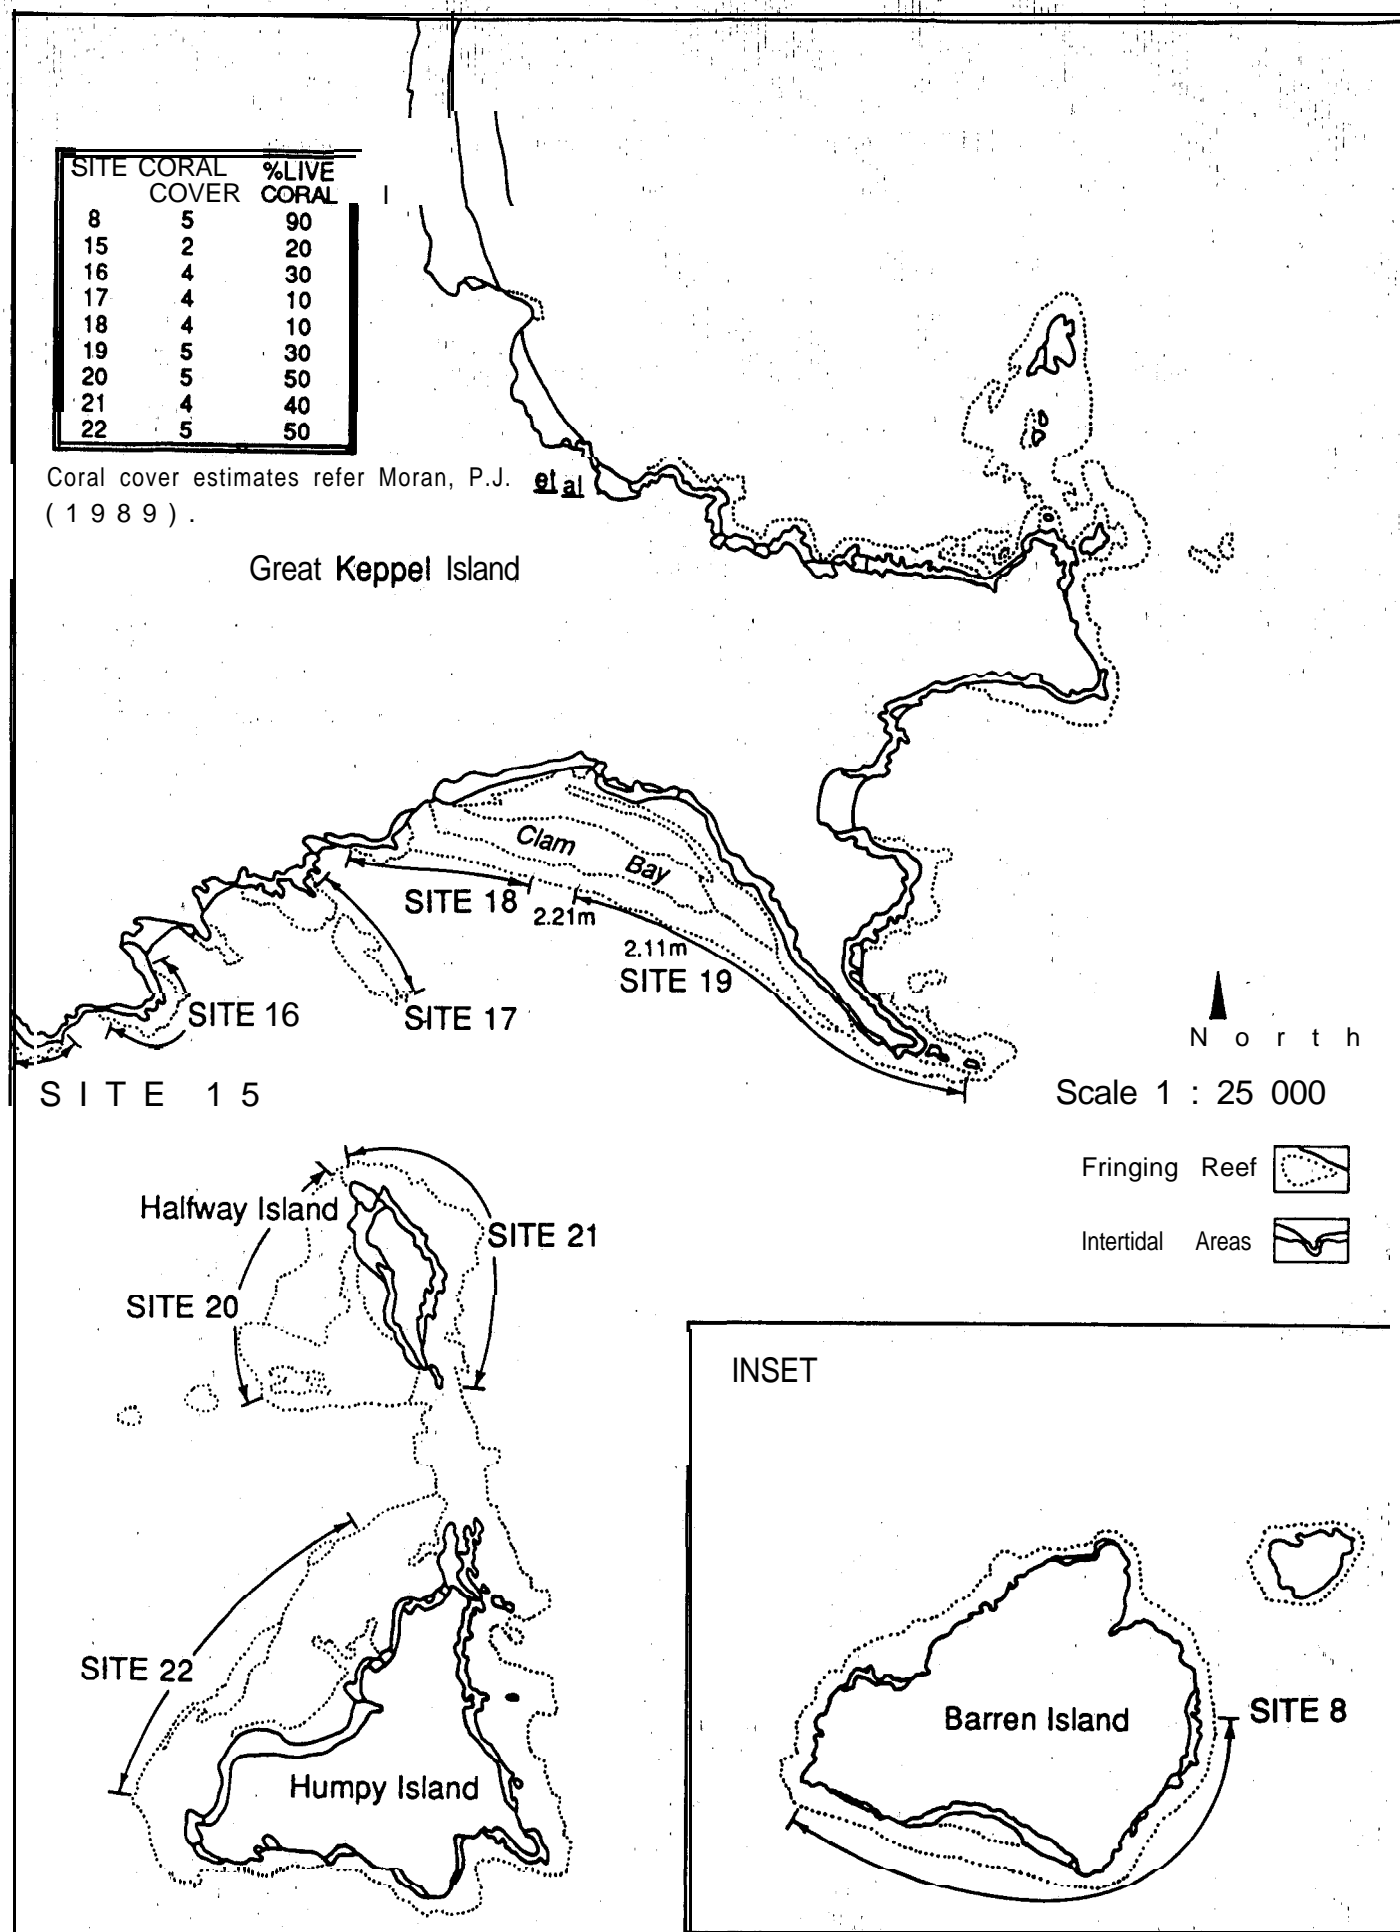 SITE CORAL %LIVE
COVER CORAL
8 5 90
15 2 20
16 4 30
17 4 10
18 4 10
19 5 30
20 5 50
21 4 40
22 5 50
Coral cover estimates refer Moran, P.J. et al
(1989).
Great Keppel Island
Clam Bay
SITE 18
2.21m
2.11m
SITE 19
SITE 16
SITE 17
North
SITE 15
Scale 1 : 25 000
Fringing Reef
Halfway Island
SITE 21
Intertidal Areas
SITE 20
INSET
SITE 22
Barren Island
SITE 8
Humpy Island